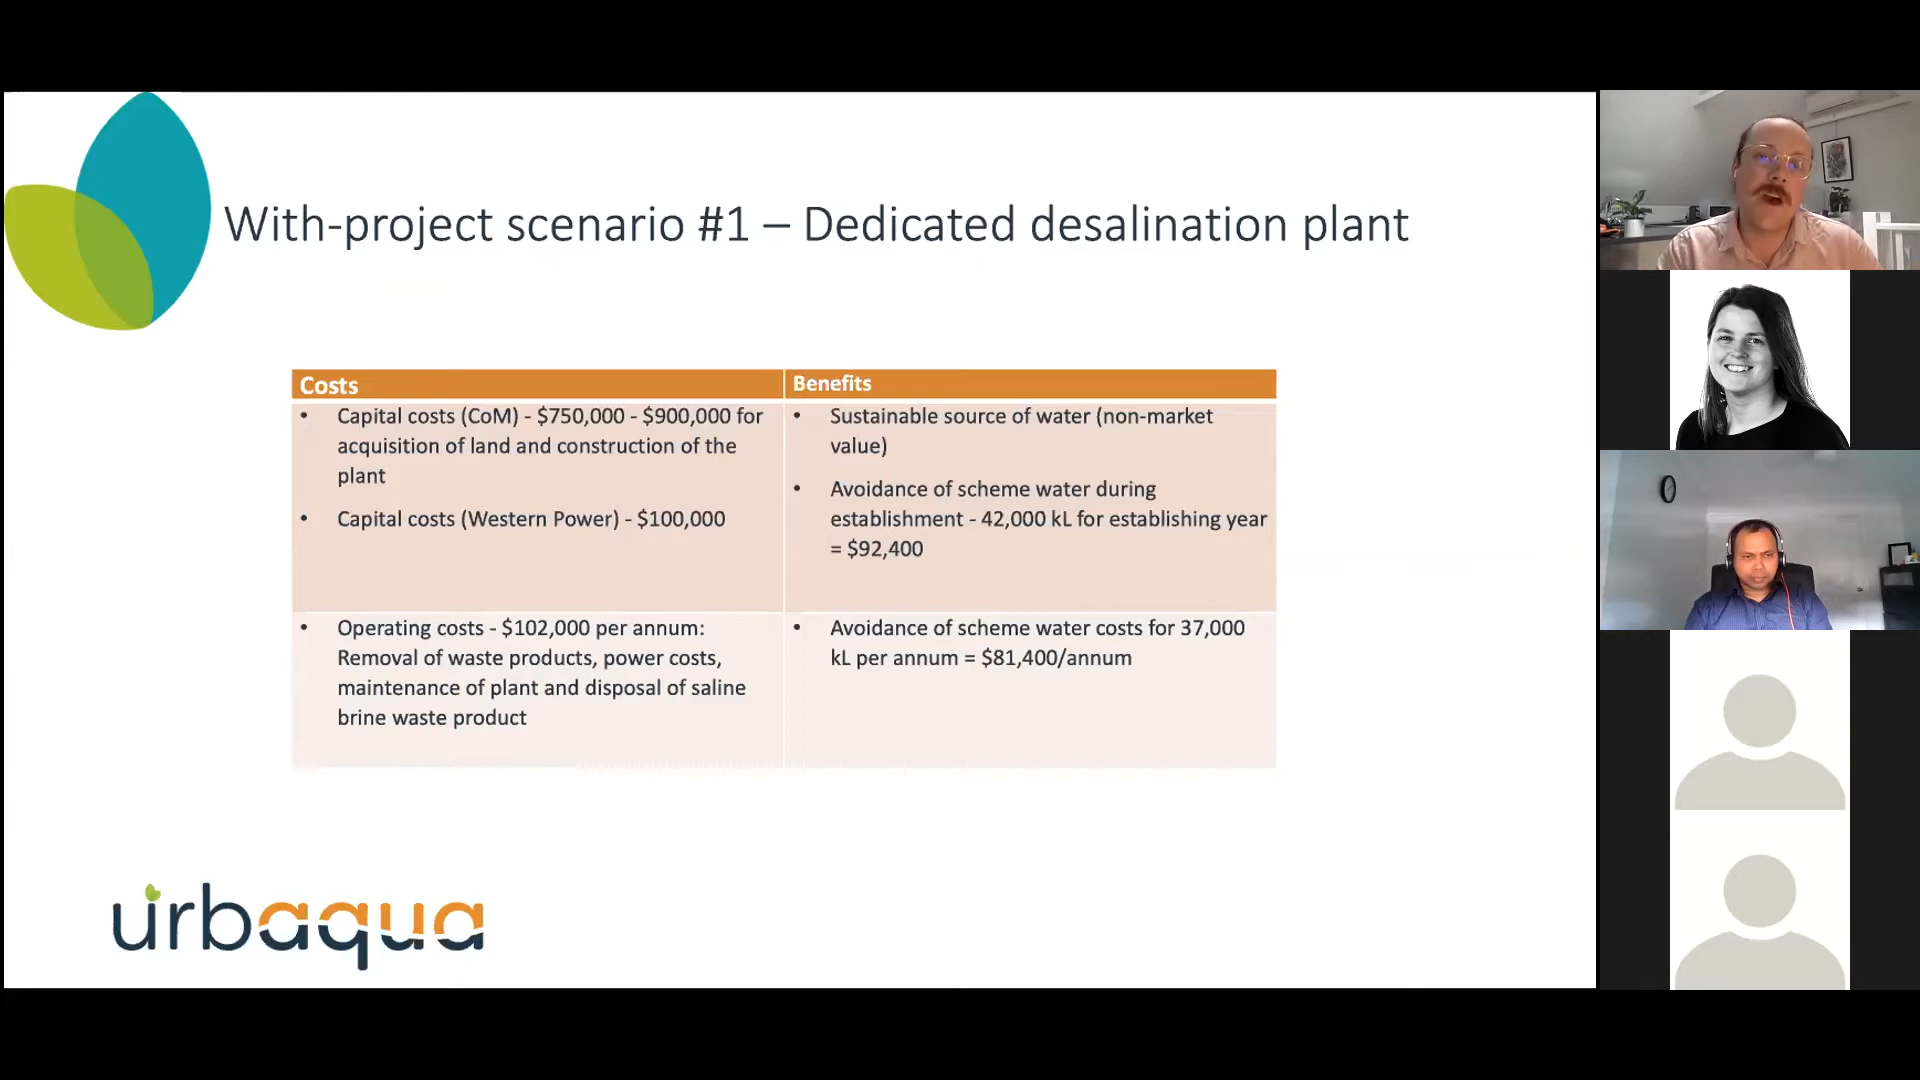 With-project scenario #1 – Dedicated desalination plant
Costs
• Capital costs (CoM) - $750,000 - $900,000 for
acquisition of land and construction of the
plant
• Capital costs (Western Power) - $100,000
Benefits
• Sustainable source of water (non-market
value)
• Avoidance of scheme water during
establishment - 42,000 kL for establishing year
= $92,400
• Operating costs - $102,000 per annum:
Removal of waste products, power costs,
maintenance of plant and disposal of saline
brine waste product
• Avoidance of scheme water costs for 37,000
kL per annum = $81,400/annum
urbaqua